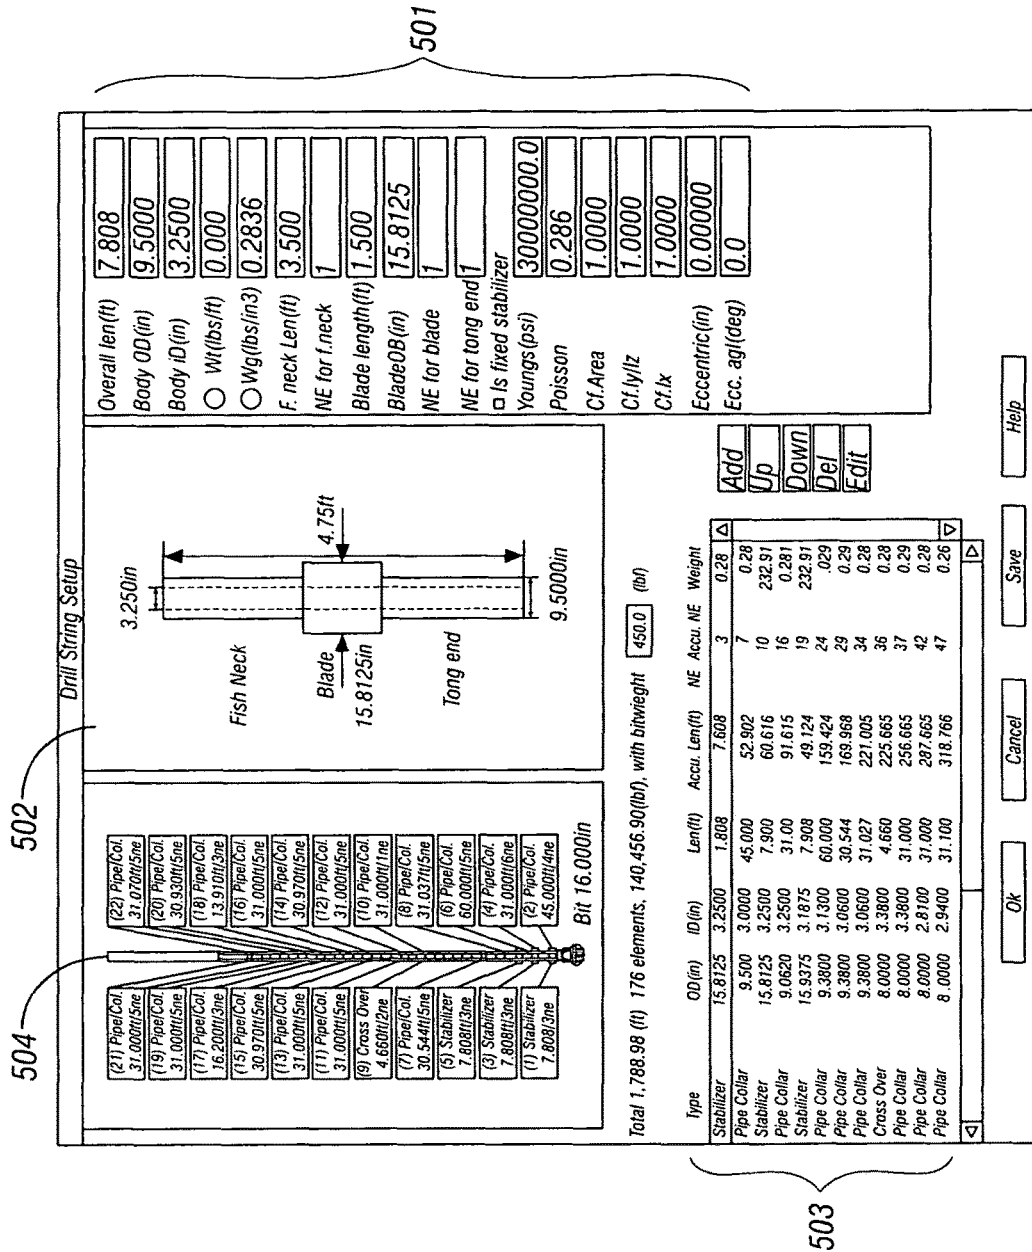 Drill String Setup
504
502
501
503
(21) Pipe/Col.
31.000ft/5ne
(19) Pipe/Col.
31.000ft/5ne
(17) Pipe/Col.
16.200ft/3ne
(15) Pipe/Col.
30.970ft/5ne
(13) Pipe/Col.
31.000ft/5ne
(11) Pipe/Col.
31.000ft/5ne
(9) Cross Over
4.660ft/2ne
(7) Pipe/Col.
30.544ft/5ne
(5) Stabilizer
7.808ft/3ne
(3) Stabilizer
7.808ft/3ne
(1) Stabilizer
7.808/3ne
(22) Pipe/Col.
31.070ft/5ne
(20) Pipe/Col.
30.930ft/5ne
(18) Pipe/Col.
13.910ft/3ne
(16) Pipe/Col.
31.000ft/5ne
(14) Pipe/Col.
30.970ft/5ne
(12) Pipe/Col.
31.000ft/5ne
(10) Pipe/Col.
31.000ft/1ne
(8) Pipe/Col.
31.037ft/5ne
(6) Pipe/Col.
60.000ft/5ne
(4) Pipe/Col.
31.000ft/6ne
(2) Pipe/Col.
45.000ft/4ne
Bit 16.000in
3.250in
Fish Neck
Blade
4.75ft
15.8125in
Tong end
9.5000in
Overall len(ft) 7.808
Body OD(in) 9.5000
Body iD(in) 3.2500
Wt(lbs/ft) 0.000
Wg(lbs/in3) 0.2836
F. neck Len(ft) 3.500
NE for f.neck 1
Blade length(ft) 1.500
BladeOB(in) 15.8125
NE for blade 1
NE for tong end 1
Is fixed stabilizer
Youngs(psi) 30000000.0
Poisson 0.286
Cf.Area 1.0000
Cf.ly/lz 1.0000
Cf.lx 1.0000
Eccentric(in) 0.00000
Ecc. agl(deg) 0.0
Total 1,788.98 (ft) 176 elements, 140,456.90(lbf), with bitwieght 450.0 (lbf)
Type OD(in) ID(in) Len(ft) Accu. Len(ft) NE Accu. NE Weight
Stabilizer 15.8125 3.2500 1.808 7.608 3 0.28
Pipe Collar 9.500 3.0000 45.000 52.902 7 0.28
Stabilizer 15.8125 3.2500 7.900 60.616 10 232.91
Pipe Collar 9.0620 3.2500 31.00 91.615 16 0.281
Stabilizer 15.9375 3.1875 7.908 49.124 19 232.91
Pipe Collar 9.3800 3.1300 60.000 159.424 24 .029
Pipe Collar 9.3800 3.0600 30.544 169.968 29 0.29
Pipe Collar 9.3800 3.0600 31.027 221.005 34 0.28
Cross Over 8.0000 3.3800 4.660 225.665 36 0.28
Pipe Collar 8.0000 3.3800 31.000 256.665 37 0.29
Pipe Collar 8.0000 2.8100 31.000 287.665 42 0.28
Pipe Collar 8 .0000 2.9400 31.100 318.766 47 0.26
Add
Up
Down
Del
Edit
Ok Cancel Save Help